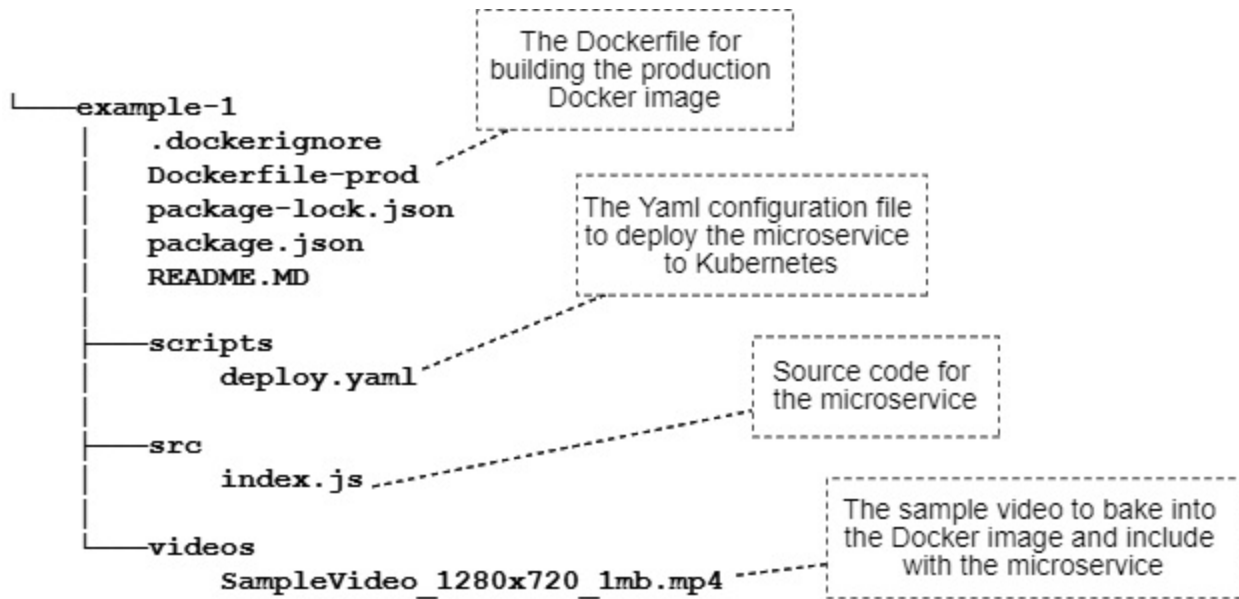 The Dockerfile for
building the production
Docker image
└───example-1
│ .dockerignore
│ Dockerfile-prod
│ package-lock.json
│ package.json
│ README.MD
│
The Yaml configuration file
to deploy the microservice
to Kubernetes
├───scripts
│ deploy.yaml
│
Source code for
the microservice
├───src
│ index.js
│
The sample video to bake into
the Docker image and include
with the microservice
└───videos
SampleVideo_1280x720_1mb.mp4